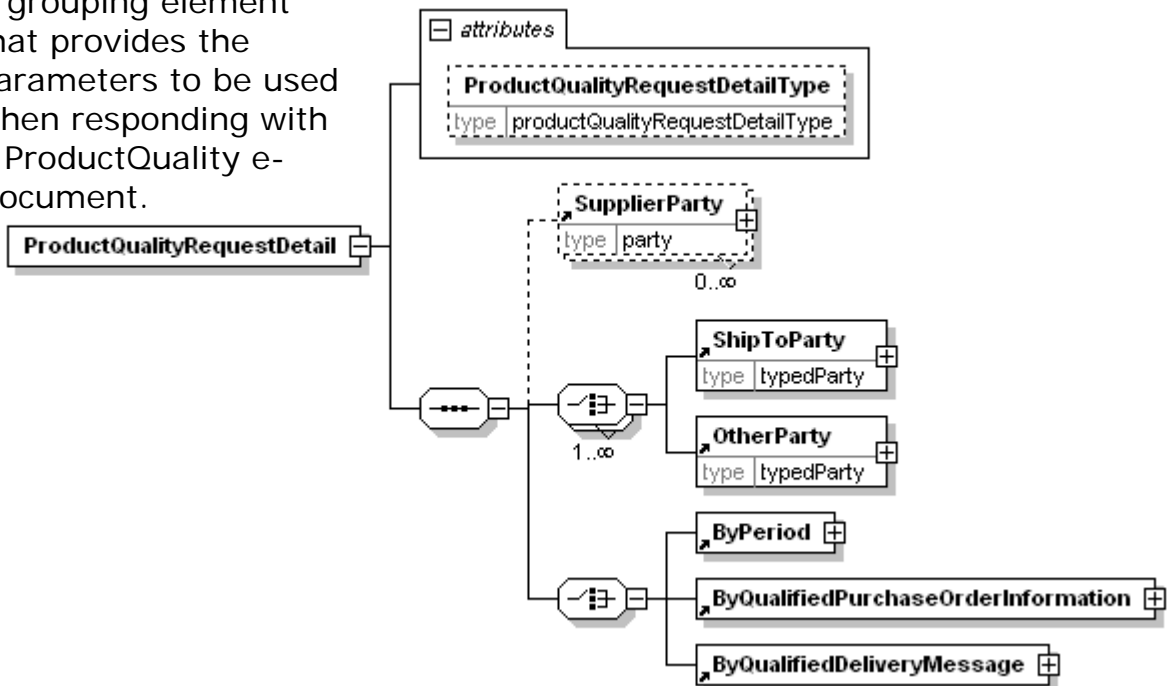 grouping element
hat provides the
arameters to be used
hen responding with
ProductQuality e-
ocument.
attributes
ProductQualityRequestDetailType
type productQualityRequestDetailType
SupplierParty
type party
0..∞
ProductQualityRequestDetail
ShipToParty
type typedParty
1..∞
OtherParty
type typedParty
ByPeriod
ByQualifiedPurchaseOrderInformation
ByQualifiedDeliveryMessage